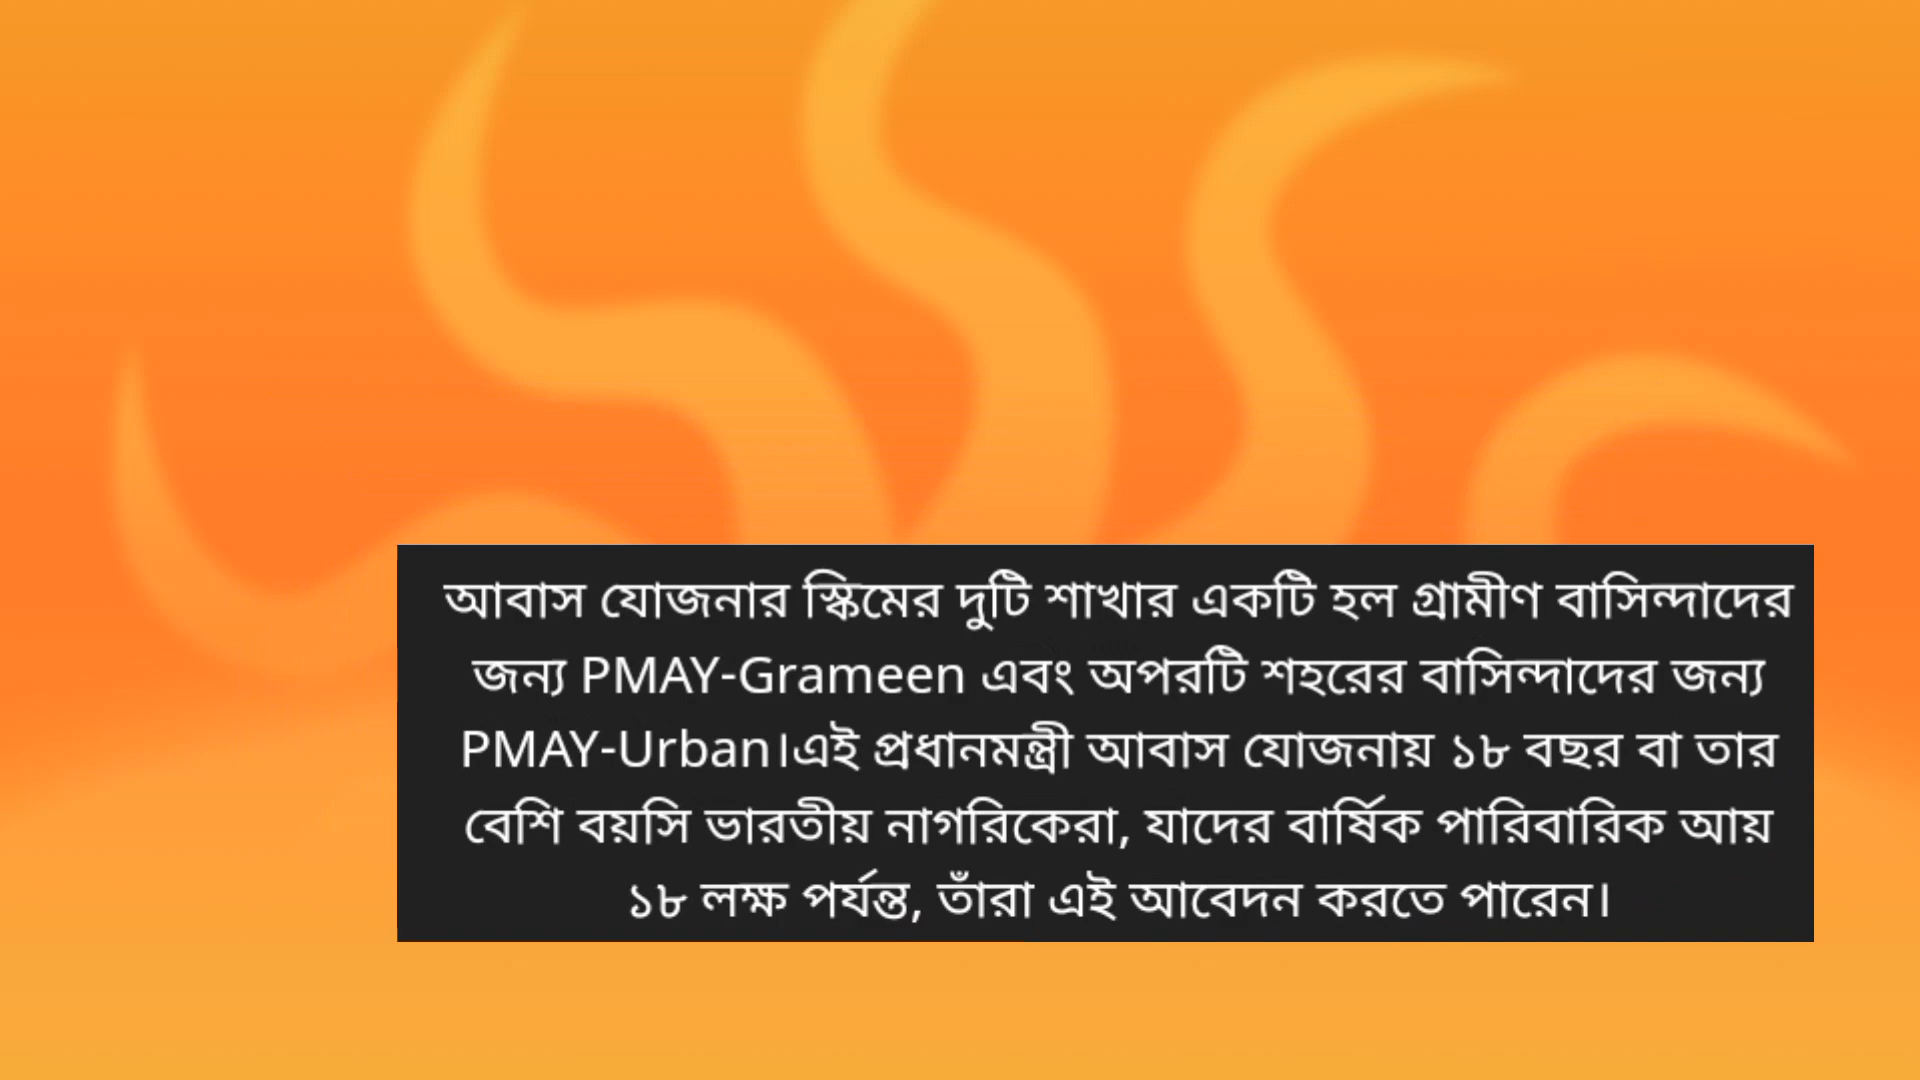 আবাস যোজনার স্কিমের দুটি শাখার একটি হল গ্রামীণ বাসিন্দাদের
জন্য PMAY-Grameen এবং অপরটি শহরের বাসিন্দাদের জন্য
PMAY-Urban।এই প্রধানমন্ত্রী আবাস যোজনায় ১৮ বছর বা তার
বেশি বয়সি ভারতীয় নাগরিকেরা, যাদের বার্ষিক পারিবারিক আয়
১৮ লক্ষ পর্যন্ত, তাঁরা এই আবেদন করতে পারেন।